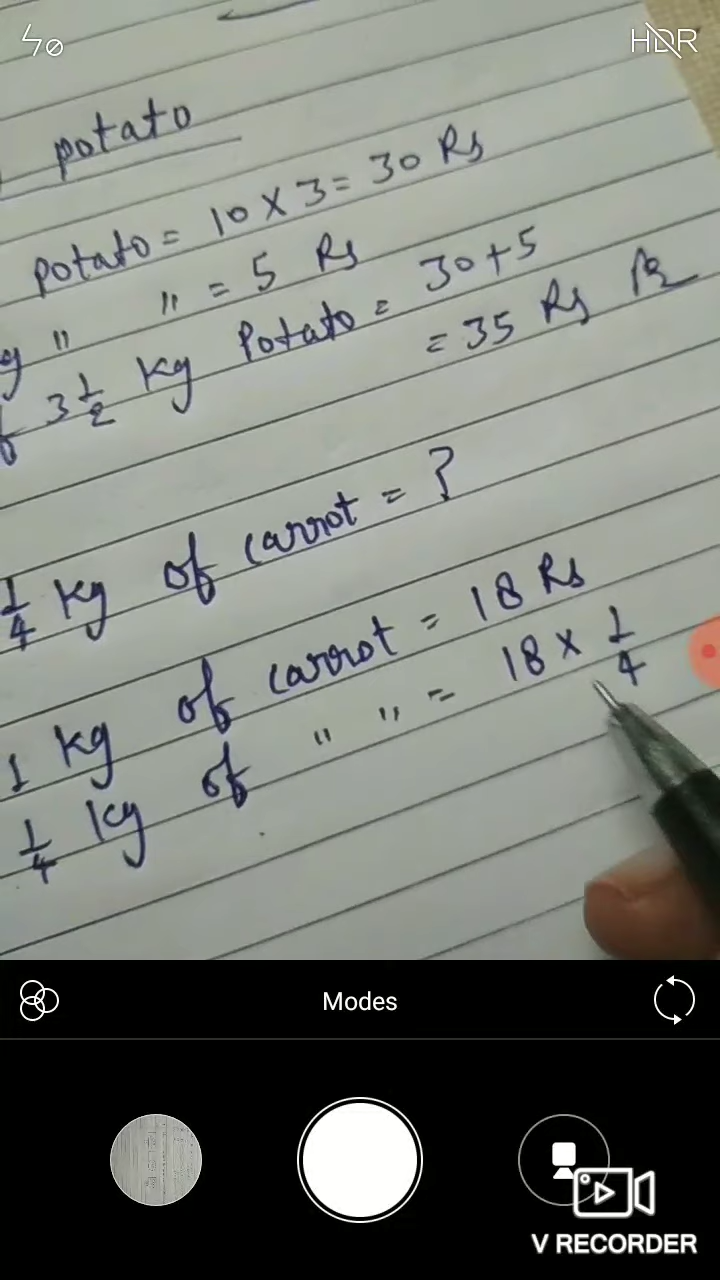 HDR
potato
potato = 10 × 3 = 30 Rs
" " = 5 Rs
3 1/2 kg Potato = 30 + 5
= 35 Rs
1/4 kg of carrot = ?
1 kg of carrot = 18 Rs
1/4 kg of " " = 18 × 1/4
Modes
V RECORDER